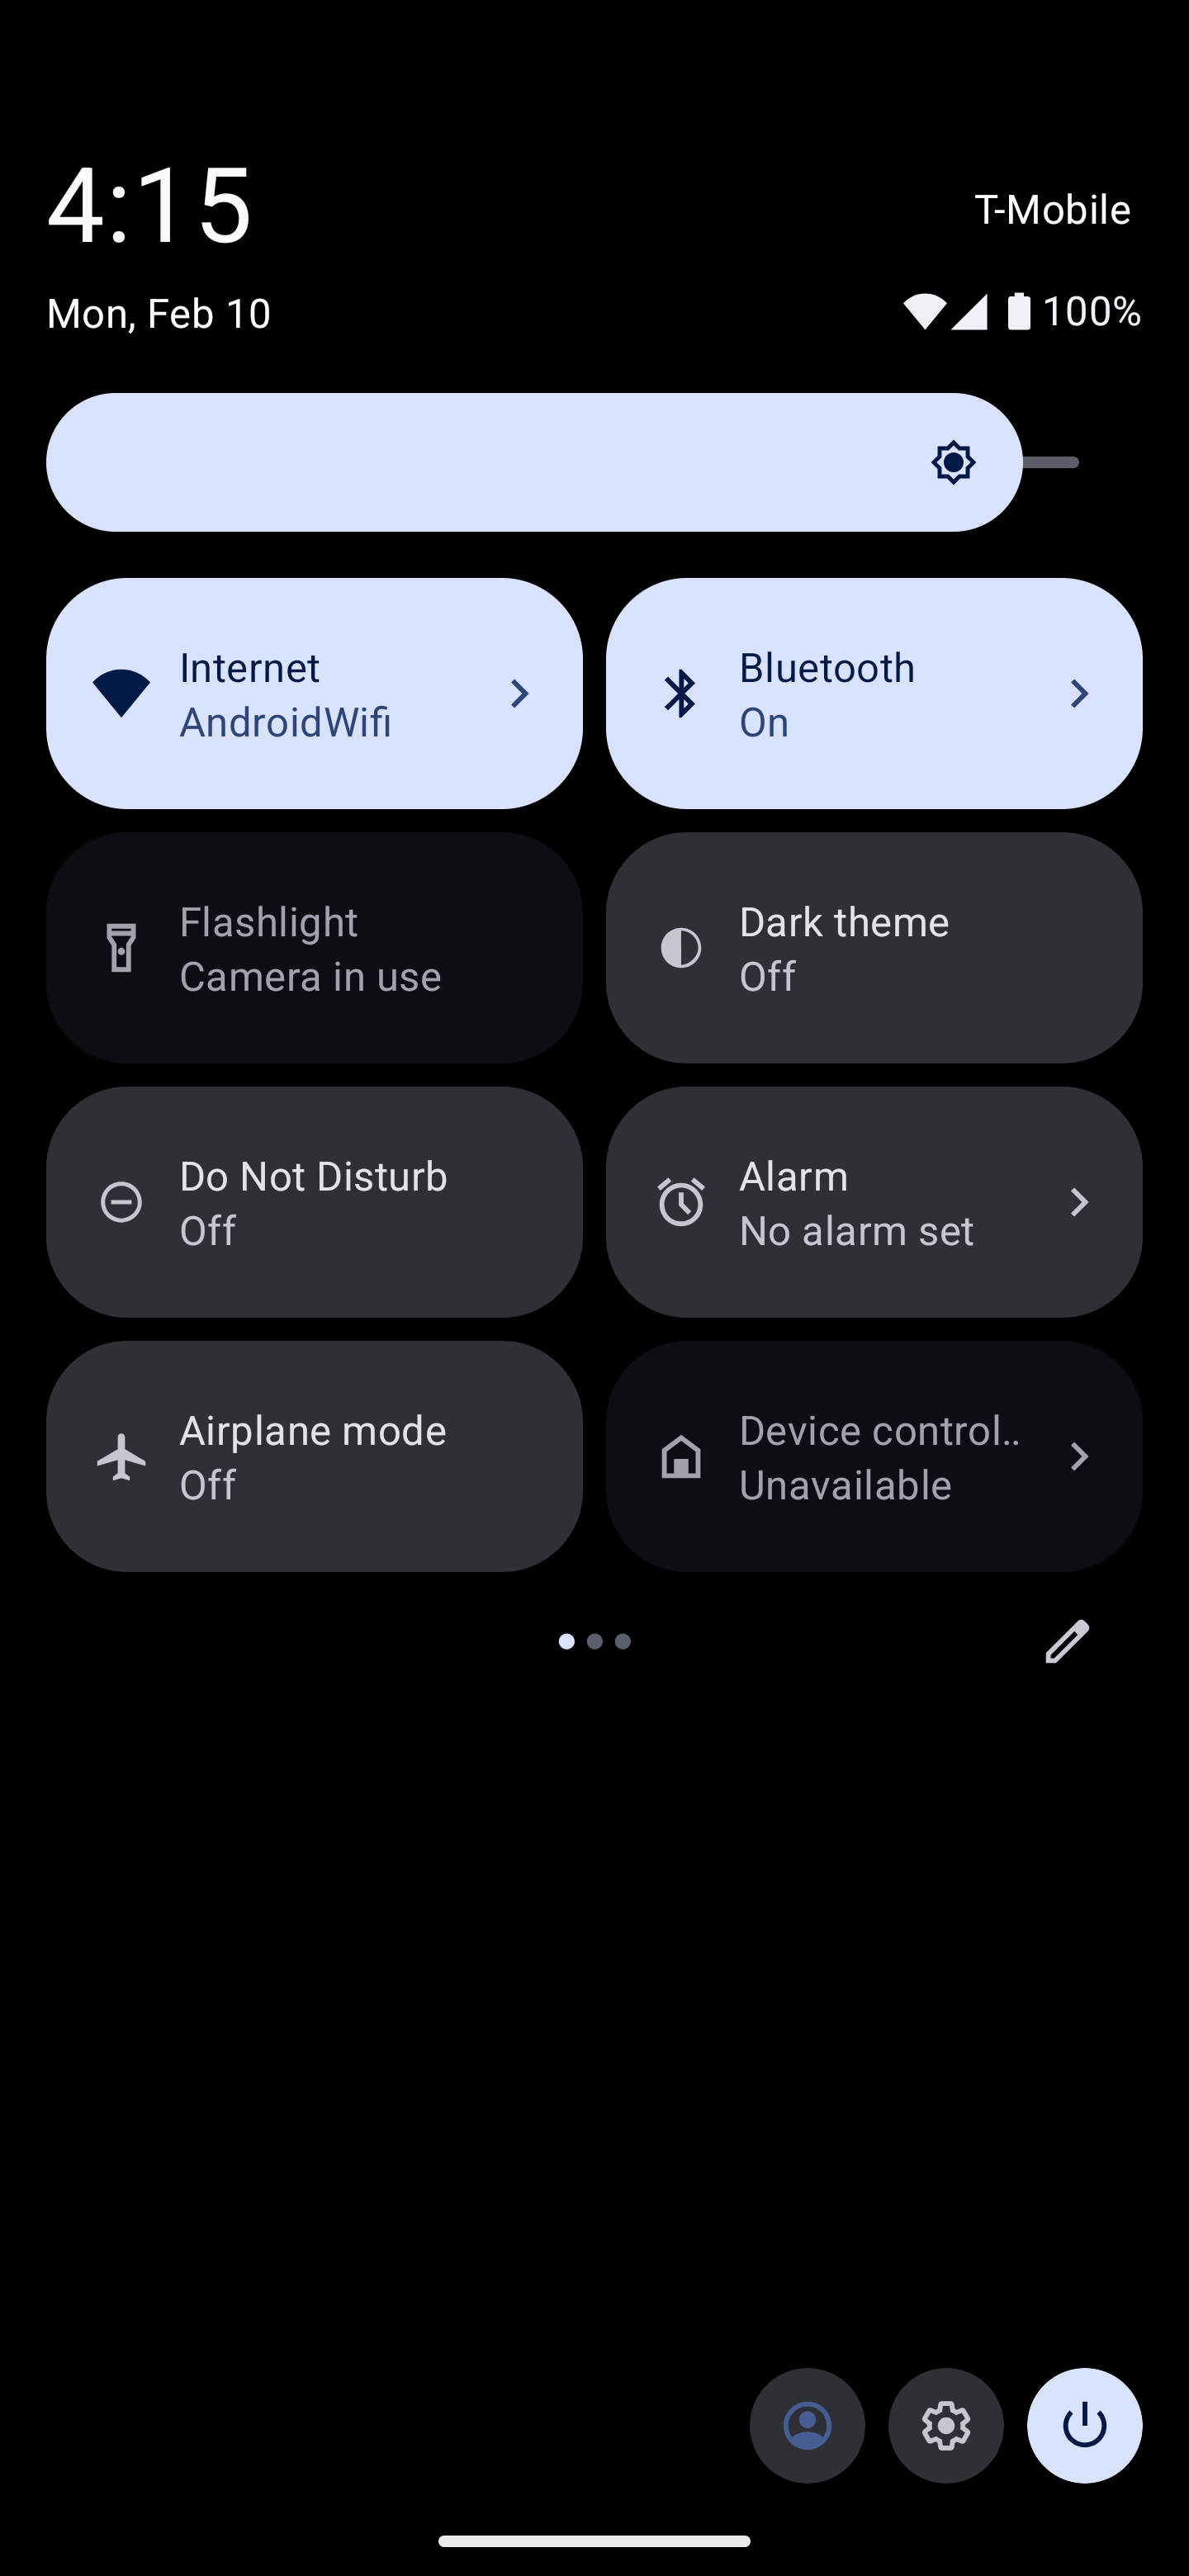 4:15
T-Mobile
Mon, Feb 10
100%
Internet
AndroidWifi
Bluetooth
On
Flashlight
Camera in use
Dark theme
Off
Do Not Disturb
Off
Alarm
No alarm set
Airplane mode
Off
Device control..
Unavailable